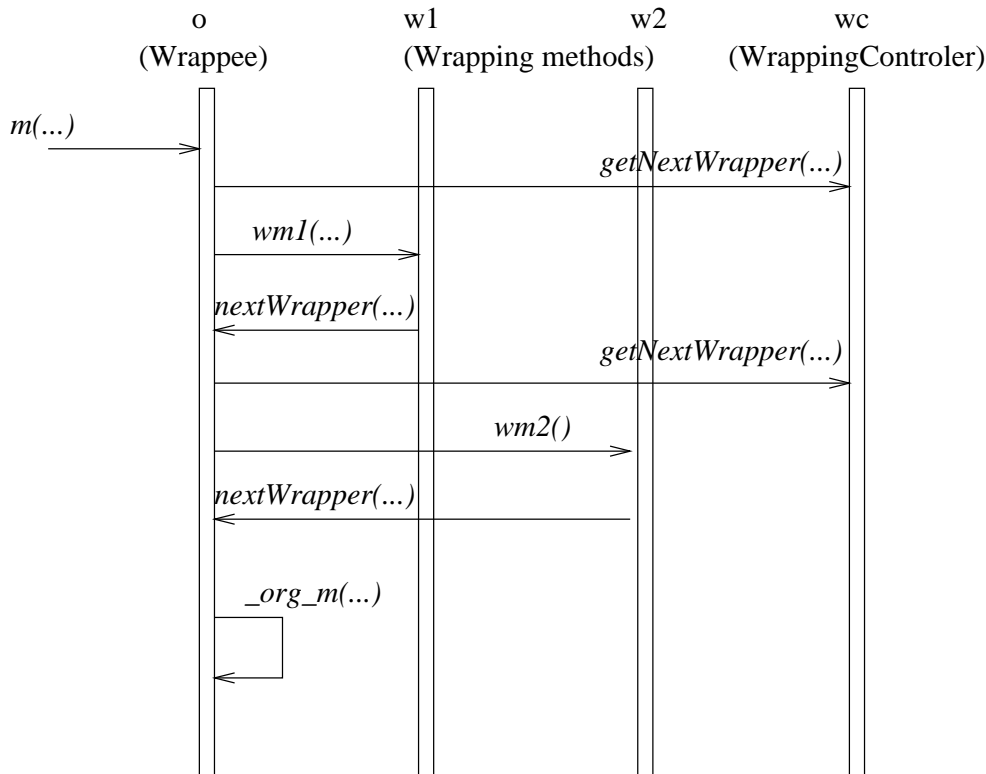 o w1 w2 wc
(Wrappee) (Wrapping methods) (WrappingControler)
m(...)
getNextWrapper(...)
wm1(...)
nextWrapper(...)
getNextWrapper(...)
wm2()
nextWrapper(...)
_org_m(...)